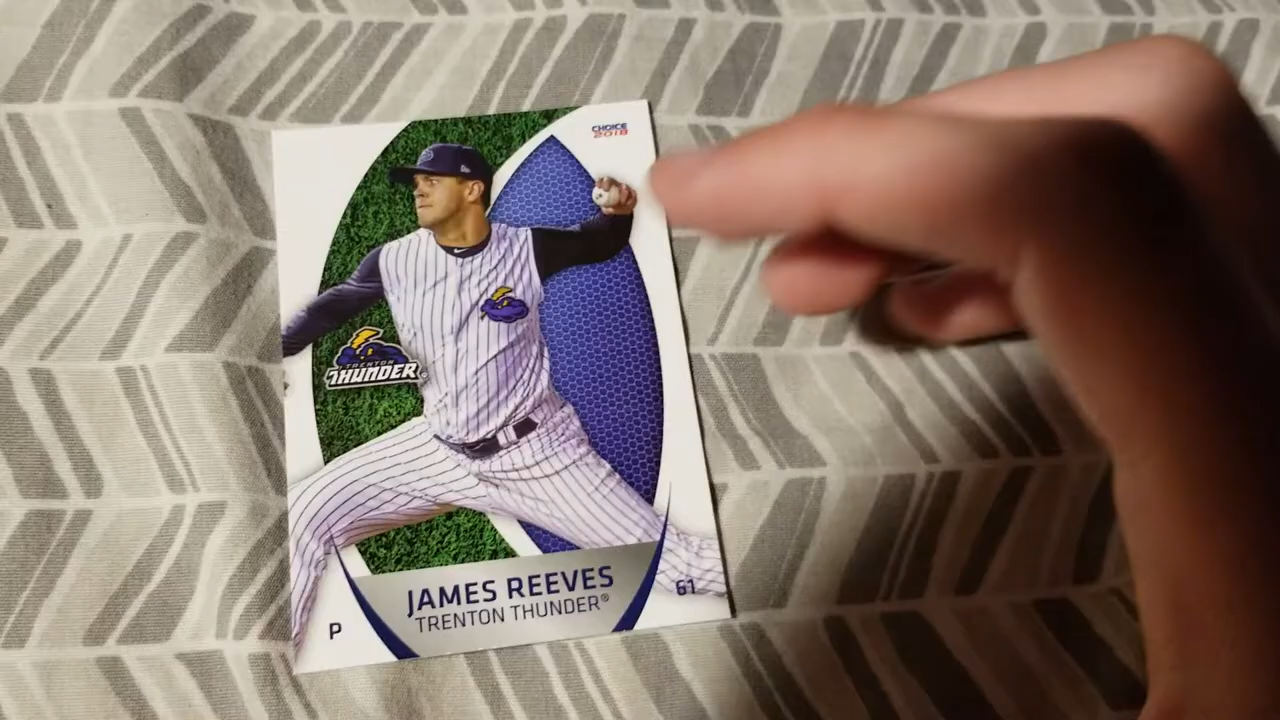 CHOICE
2018
TRENTON
THUNDER
JAMES REEVES
TRENTON THUNDER®
P
61